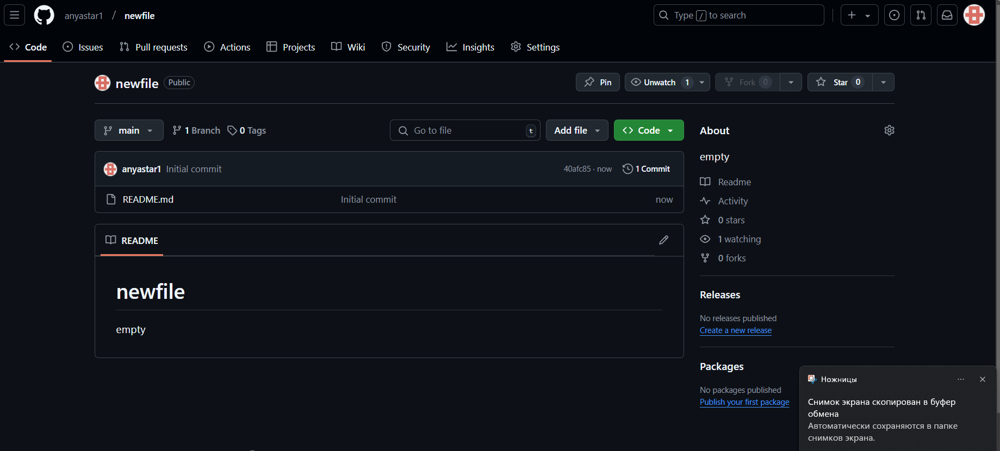 anyastar1 / newfile
Type / to search
Code Issues Pull requests Actions Projects Wiki Security Insights Settings
newfile Public
Pin Unwatch 1 Fork 0 Star 0
main 1 Branch 0 Tags Go to file t Add file Code
anyastar1 Initial commit 40afc85 · now 1 Commit
README.md Initial commit now
README
newfile
empty
About
empty
Readme
Activity
0 stars
1 watching
0 forks
Releases
No releases published
Create a new release
Packages
No packages published
Publish your first package
Ножницы
Снимок экрана скопирован в буфер
обмена
Автоматически сохраняются в папке
снимков экрана.